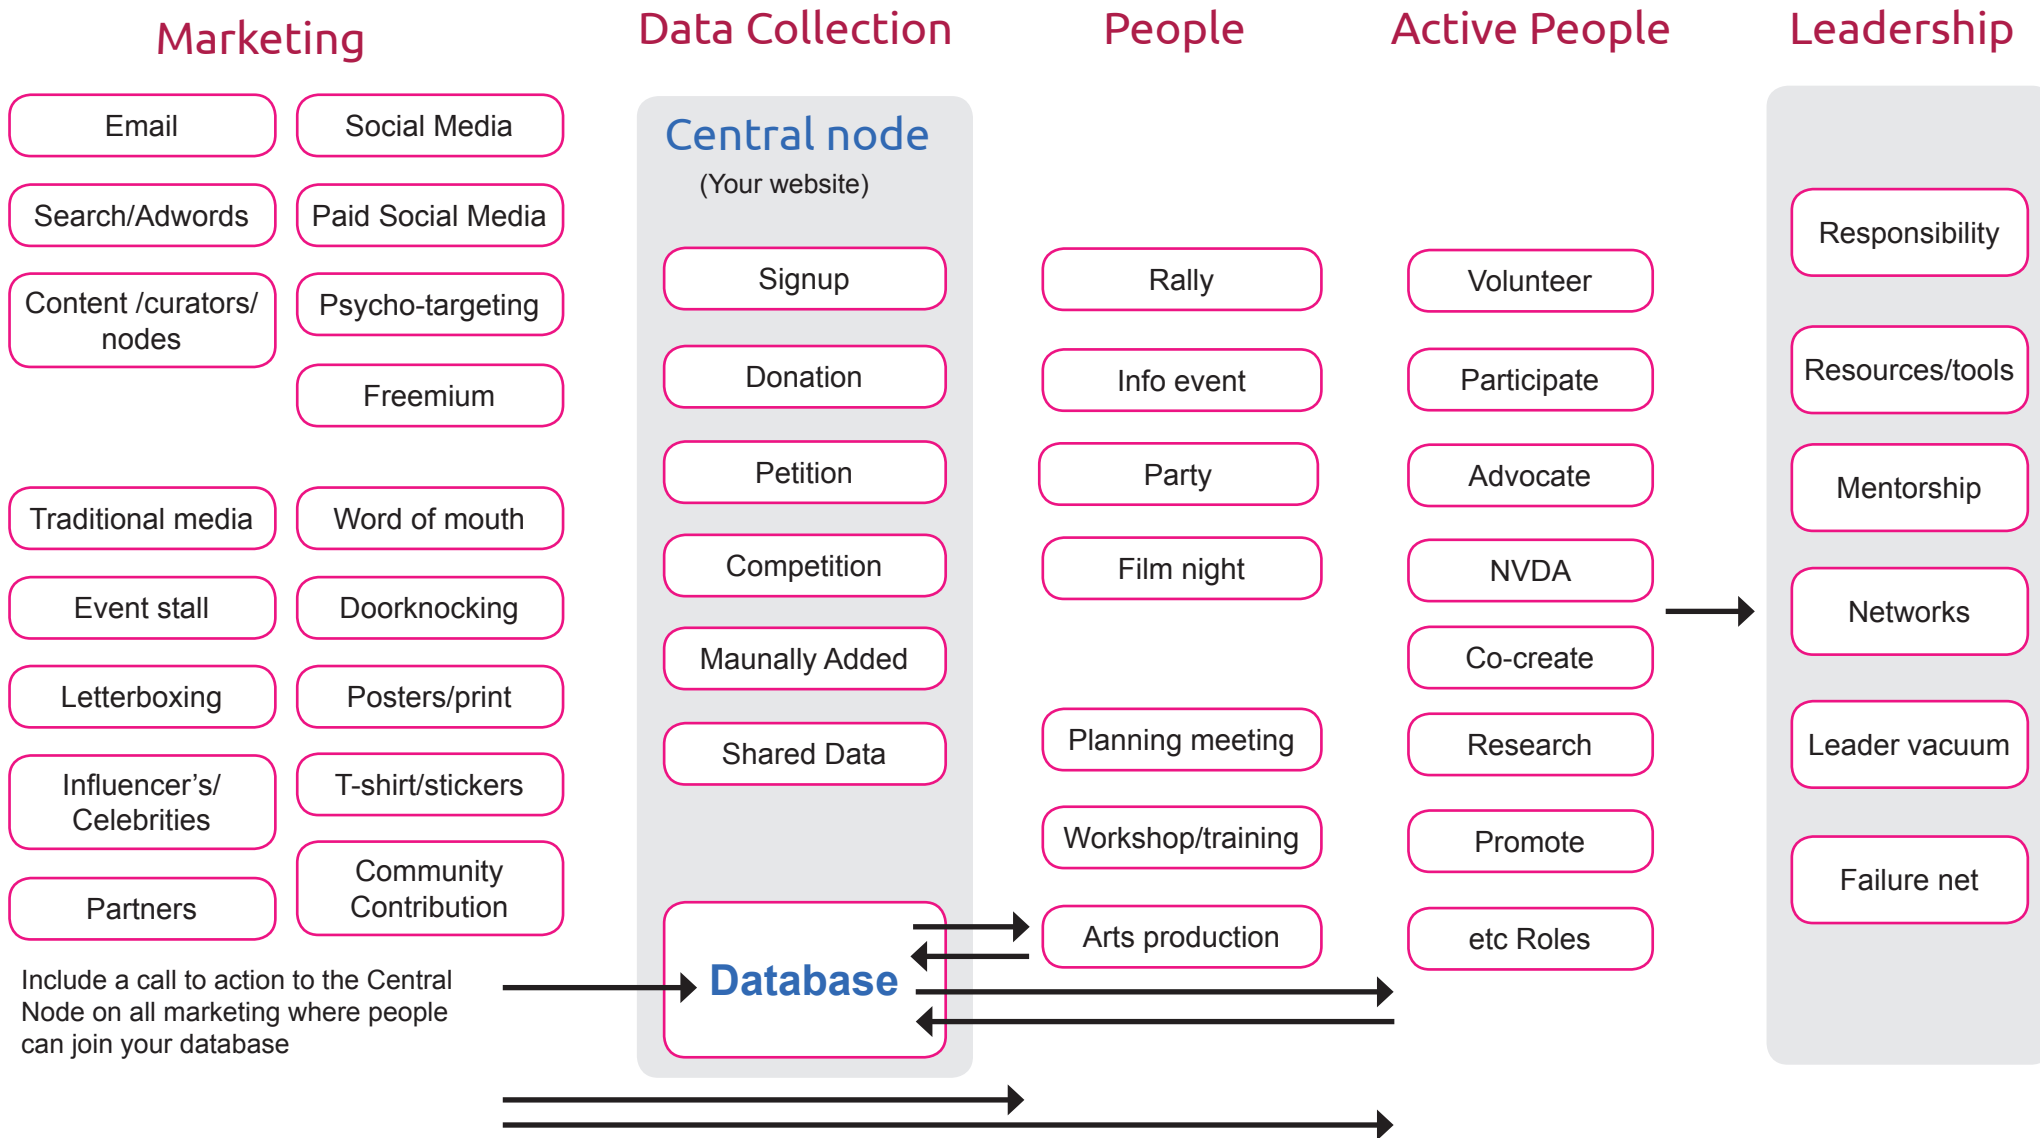 Marketing
Email
Social Media
Search/Adwords
Paid Social Media
Content /curators/
nodes
Psycho-targeting
Freemium
Traditional media
Word of mouth
Event stall
Doorknocking
Letterboxing
Posters/print
Influencer's/
Celebrities
T-shirt/stickers
Partners
Community
Contribution
Include a call to action to the Central
Node on all marketing where people
can join your database
Data Collection
Central node
(Your website)
Signup
Donation
Petition
Competition
Maunally Added
Shared Data
Database
People
Rally
Info event
Party
Film night
Planning meeting
Workshop/training
Arts production
Active People
Volunteer
Participate
Advocate
NVDA
Co-create
Research
Promote
etc Roles
Leadership
Responsibility
Resources/tools
Mentorship
Networks
Leader vacuum
Failure net